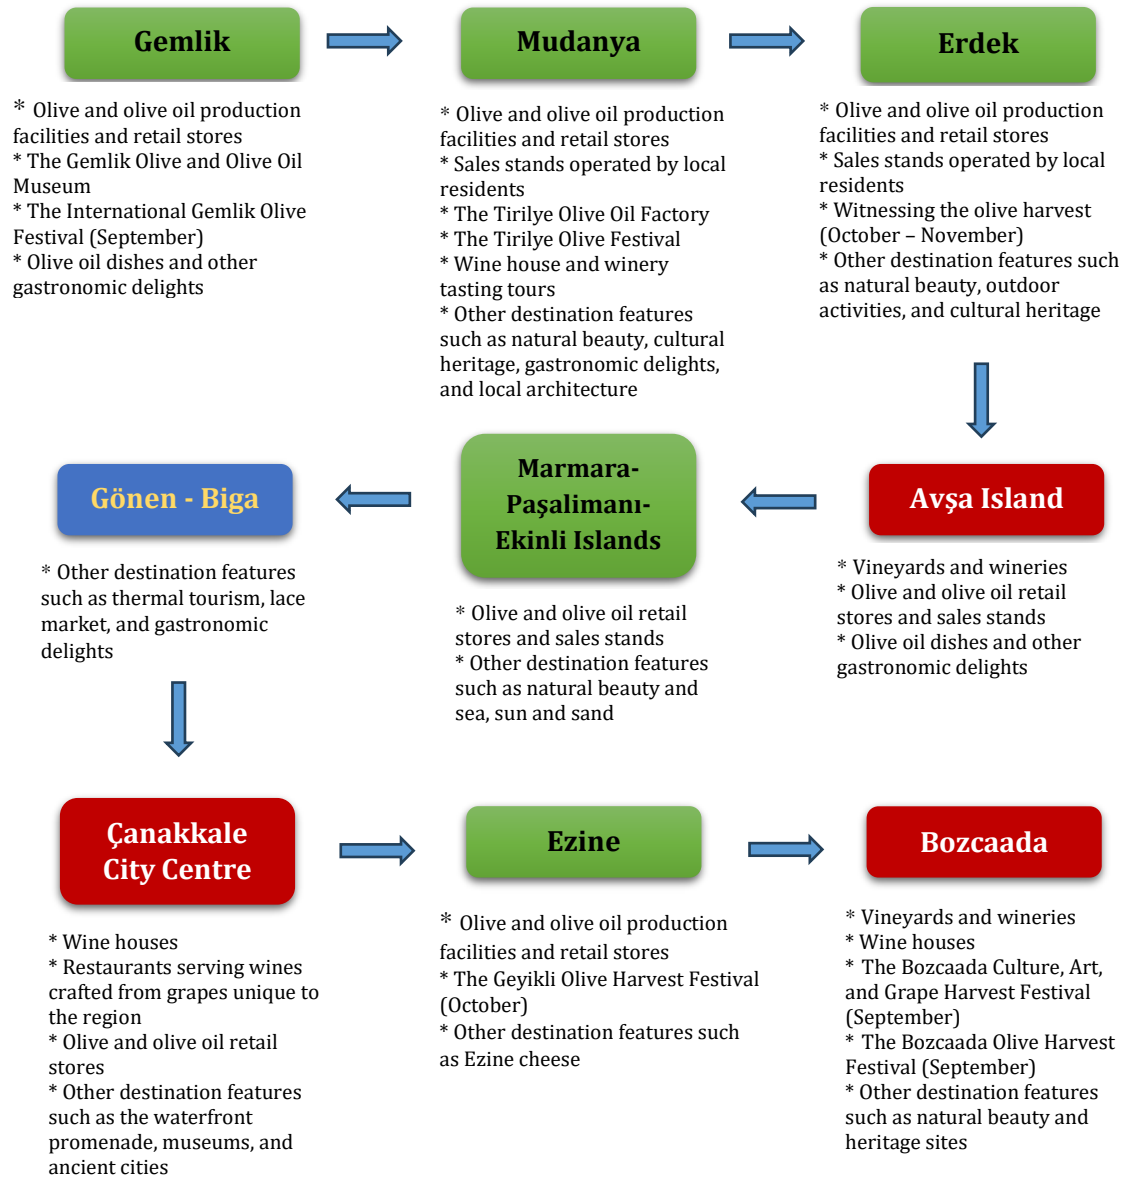 Gemlik
* Olive and olive oil production
facilities and retail stores
* The Gemlik Olive and Olive Oil
Museum
* The International Gemlik Olive
Festival (September)
* Olive oil dishes and other
gastronomic delights
Mudanya
* Olive and olive oil production
facilities and retail stores
* Sales stands operated by local
residents
* The Tirilye Olive Oil Factory
* The Tirilye Olive Festival
* Wine house and winery
tasting tours
* Other destination features
such as natural beauty, cultural
heritage, gastronomic delights,
and local architecture
Erdek
* Olive and olive oil production
facilities and retail stores
* Sales stands operated by local
residents
* Witnessing the olive harvest
(October – November)
* Other destination features such
as natural beauty, outdoor
activities, and cultural heritage
Avşa Island
* Vineyards and wineries
* Olive and olive oil retail
stores and sales stands
* Olive oil dishes and other
gastronomic delights
Marmara-
Paşalimanı-
Ekinli Islands
* Olive and olive oil retail
stores and sales stands
* Other destination features
such as natural beauty and
sea, sun and sand
Gönen - Biga
* Other destination features
such as thermal tourism, lace
market, and gastronomic
delights
Çanakkale
City Centre
* Wine houses
* Restaurants serving wines
crafted from grapes unique to
the region
* Olive and olive oil retail
stores
* Other destination features
such as the waterfront
promenade, museums, and
ancient cities
Ezine
* Olive and olive oil production
facilities and retail stores
* The Geyikli Olive Harvest Festival
(October)
* Other destination features such
as Ezine cheese
Bozcaada
* Vineyards and wineries
* Wine houses
* The Bozcaada Culture, Art,
and Grape Harvest Festival
(September)
* The Bozcaada Olive Harvest
Festival (September)
* Other destination features
such as natural beauty and
heritage sites